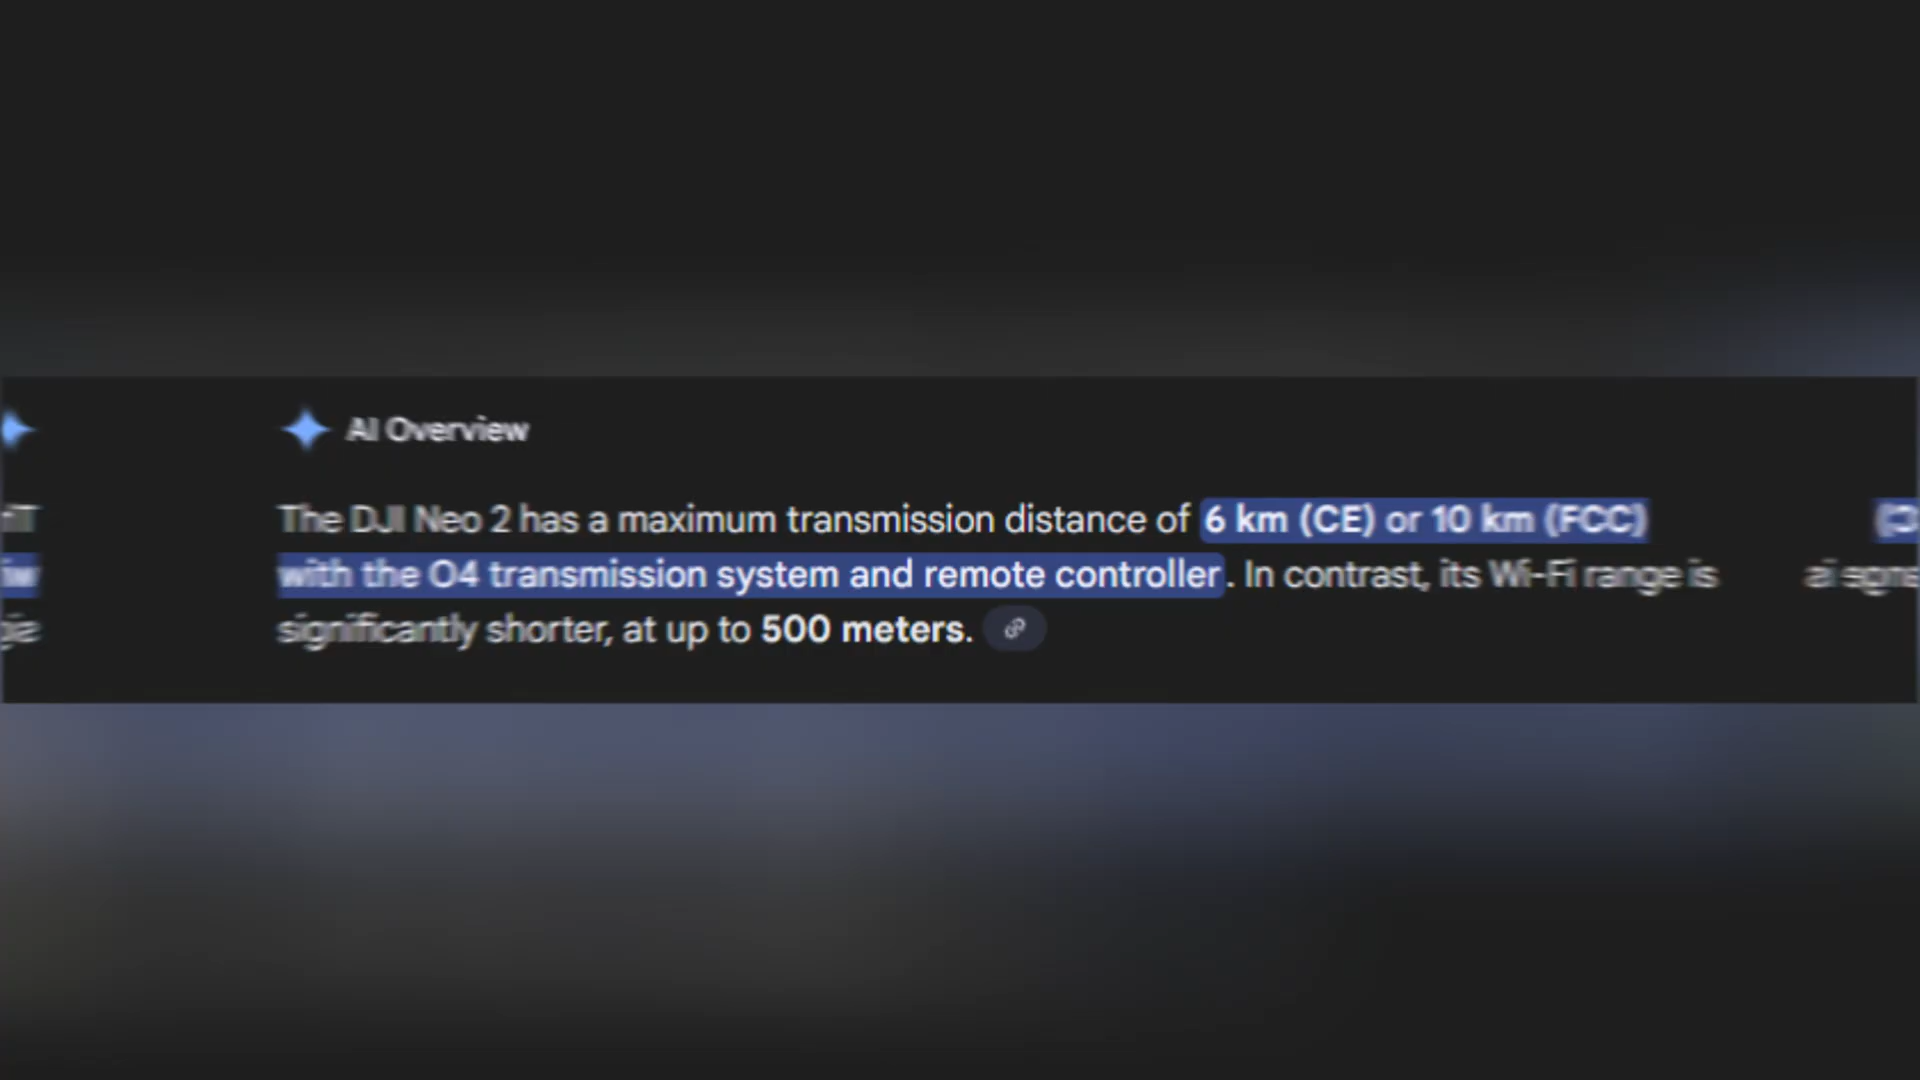 AI Overview
The DJI Neo 2 has a maximum transmission distance of 6 km (CE) or 10 km (FCC)
with the O4 transmission system and remote controller. In contrast, its Wi-Fi range is
significantly shorter, at up to 500 meters.